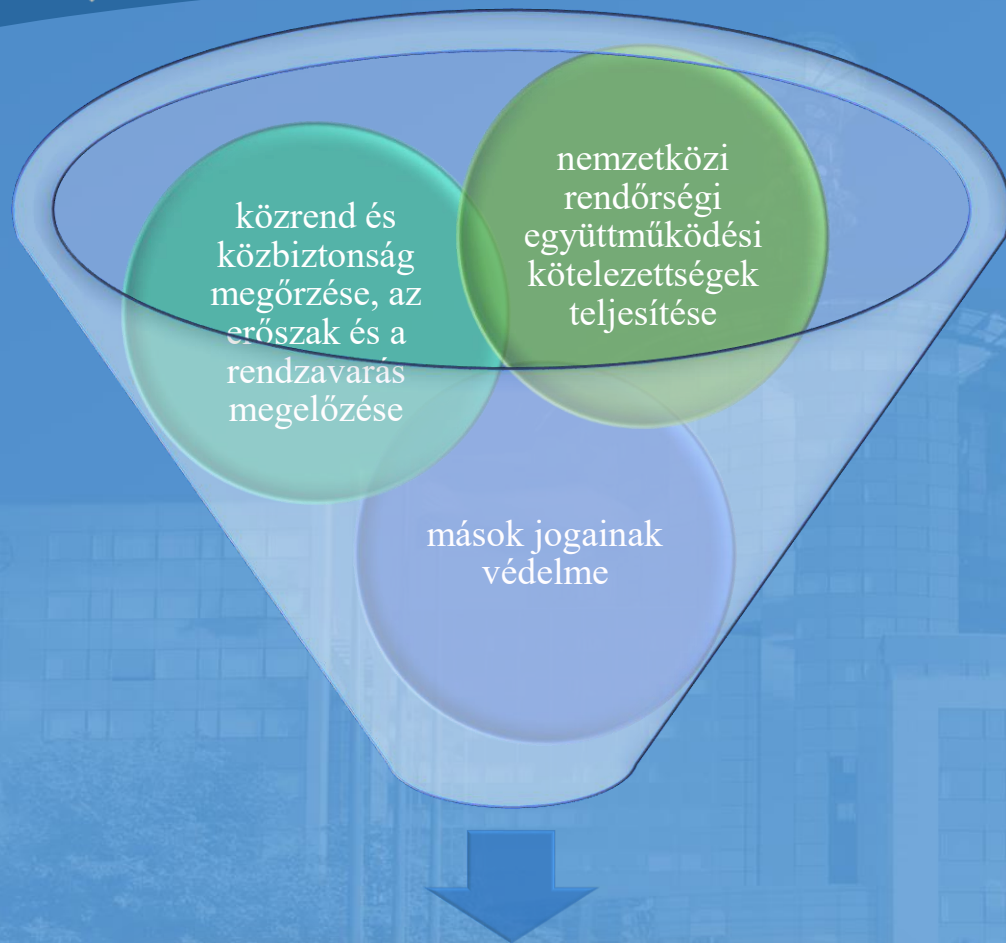 közrend és
közbiztonság
megőrzése, az
erőszak és a
rendzavarás
megelőzése
nemzetközi
rendőrségi
együttműködési
kötelezettségek
teljesítése
mások jogainak
védelme